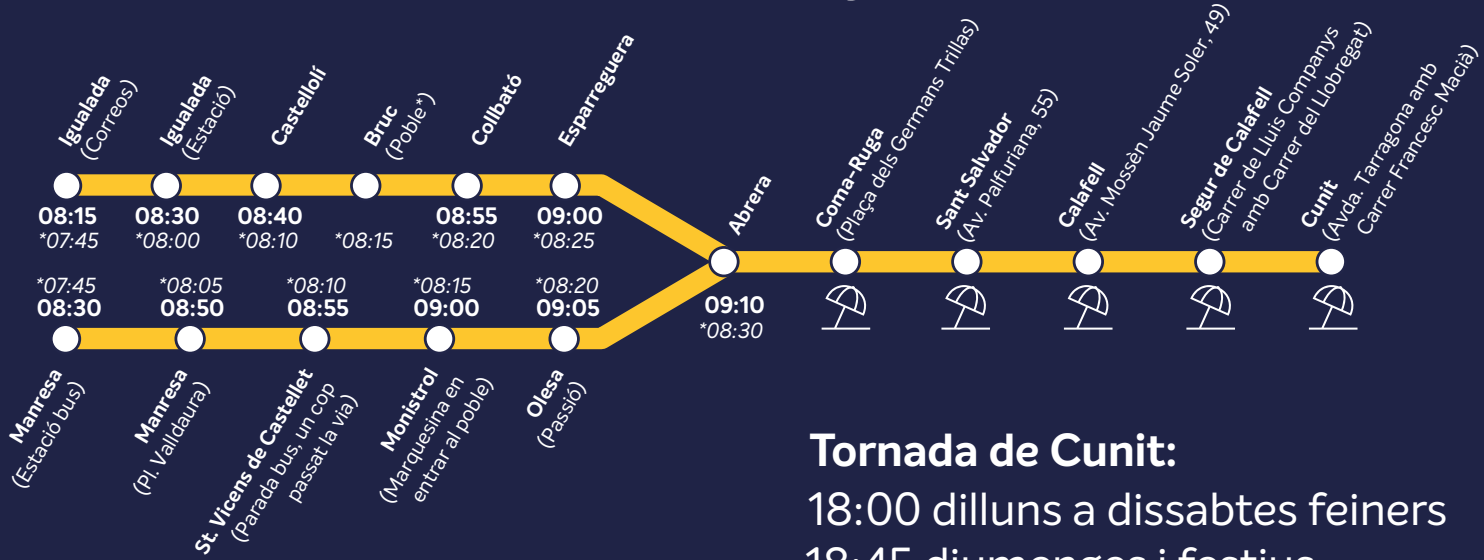 Igualada
(Correos)
Igualada
(Estació)
Castellolí
Bruc
(Poble*)
Collbató
Esparreguera
08:15
08:30
08:40
08:55
09:00
*07:45
*08:00
*08:10
*08:15
*08:20
*08:25
*07:45
*08:05
*08:10
*08:15
*08:20
08:30
08:50
08:55
09:00
09:05
Manresa
(Estació bus)
Manresa
(Pl. Valldaura)
St. Vicens de Castellet
(Parada bus, un cop
passat la via)
Monistrol
(Marquesina en
entrar al poble)
Olesa
(Passió)
Abrera
09:10
*08:30
Coma-Ruga
(Plaça dels Germans Trillas)
Sant Salvador
(Av. Palfuriana, 55)
Calafell
(Av. Mossèn Jaume Soler, 49)
Segur de Calafell
(Carrer de Lluis Companys
amb Carrer del Llobregat)
Cunit
(Avda. Tarragona amb
Carrer Francesc Macià)
Tornada de Cunit:
18:00 dilluns a dissabtes feiners
18:45 diumenges i festius